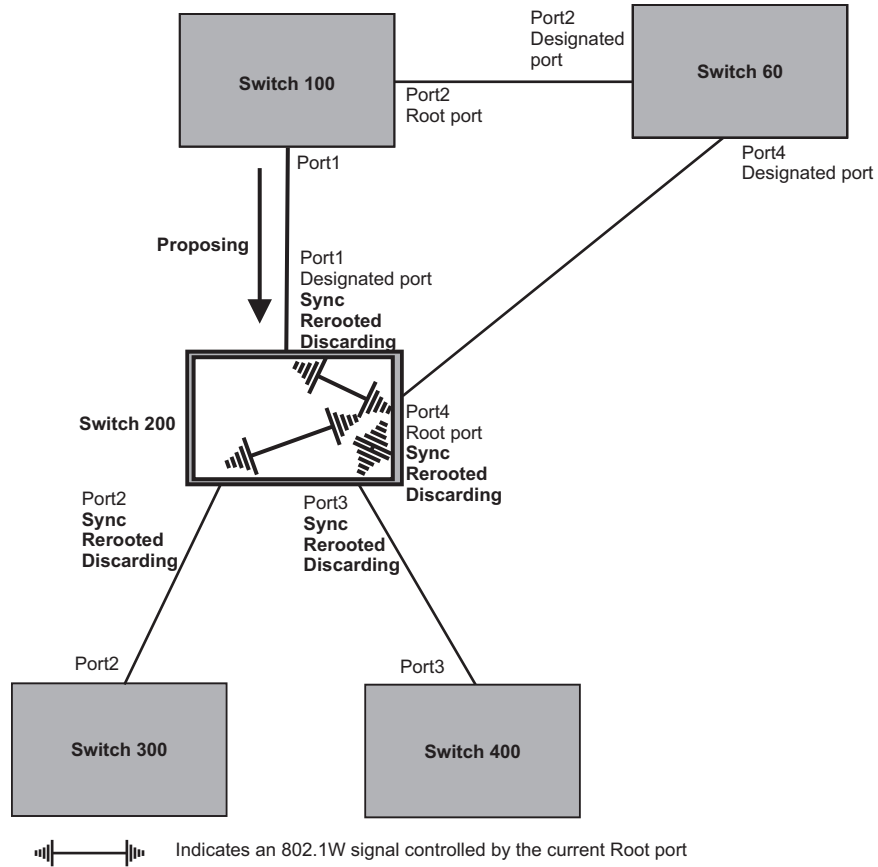 Port2
Designated
port
Switch 100
Switch 60
Port2
Root port
Port1
Port4
Designated port
Proposing
Port1
Designated port
Sync
Rerooted
Discarding
Switch 200
Port4
Root port
Sync
Rerooted
Discarding
Port2
Sync
Rerooted
Discarding
Port3
Sync
Rerooted
Discarding
Port2
Port3
Switch 300
Switch 400
Indicates an 802.1W signal controlled by the current Root port